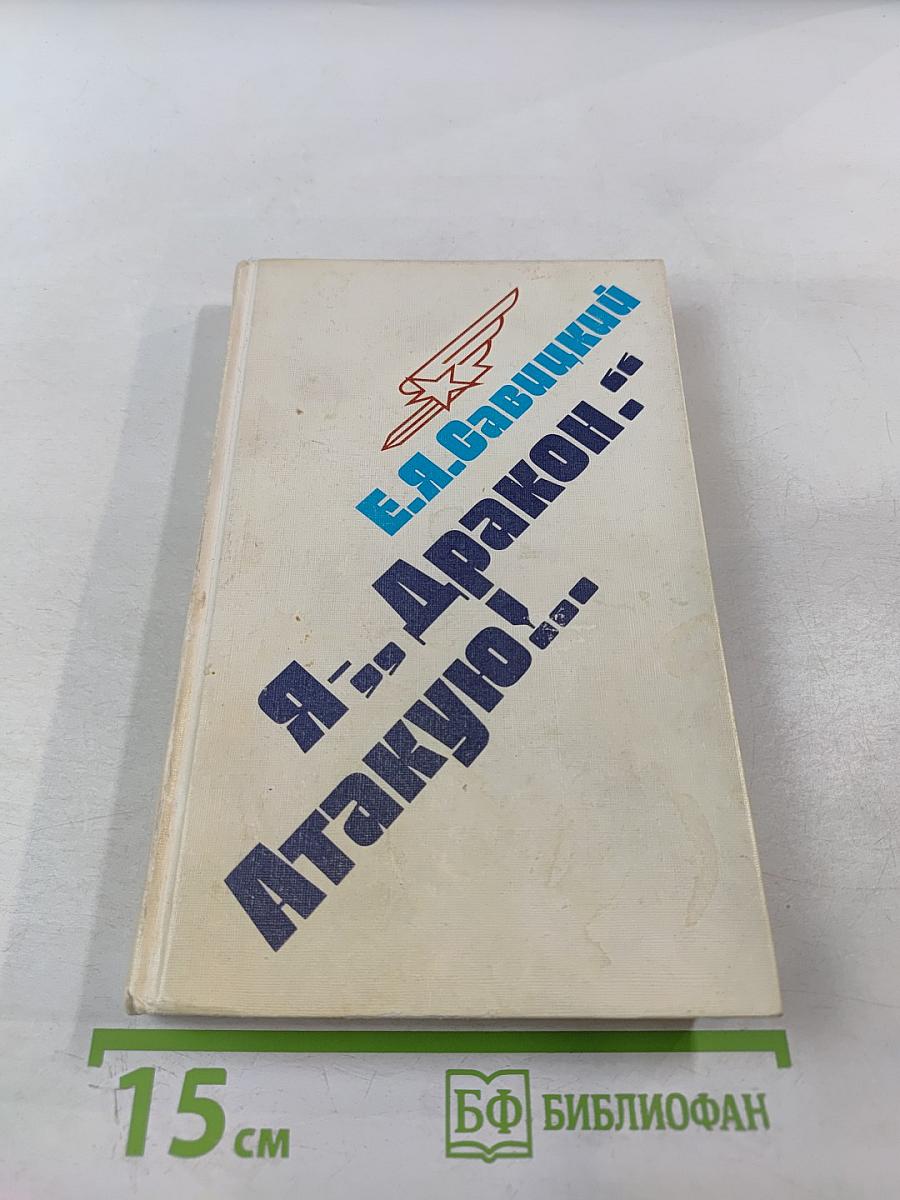 Е.Я.Савицкий
Я-„Дракон.“
Атакую!...
15 см
БФ БИБЛИОФАН